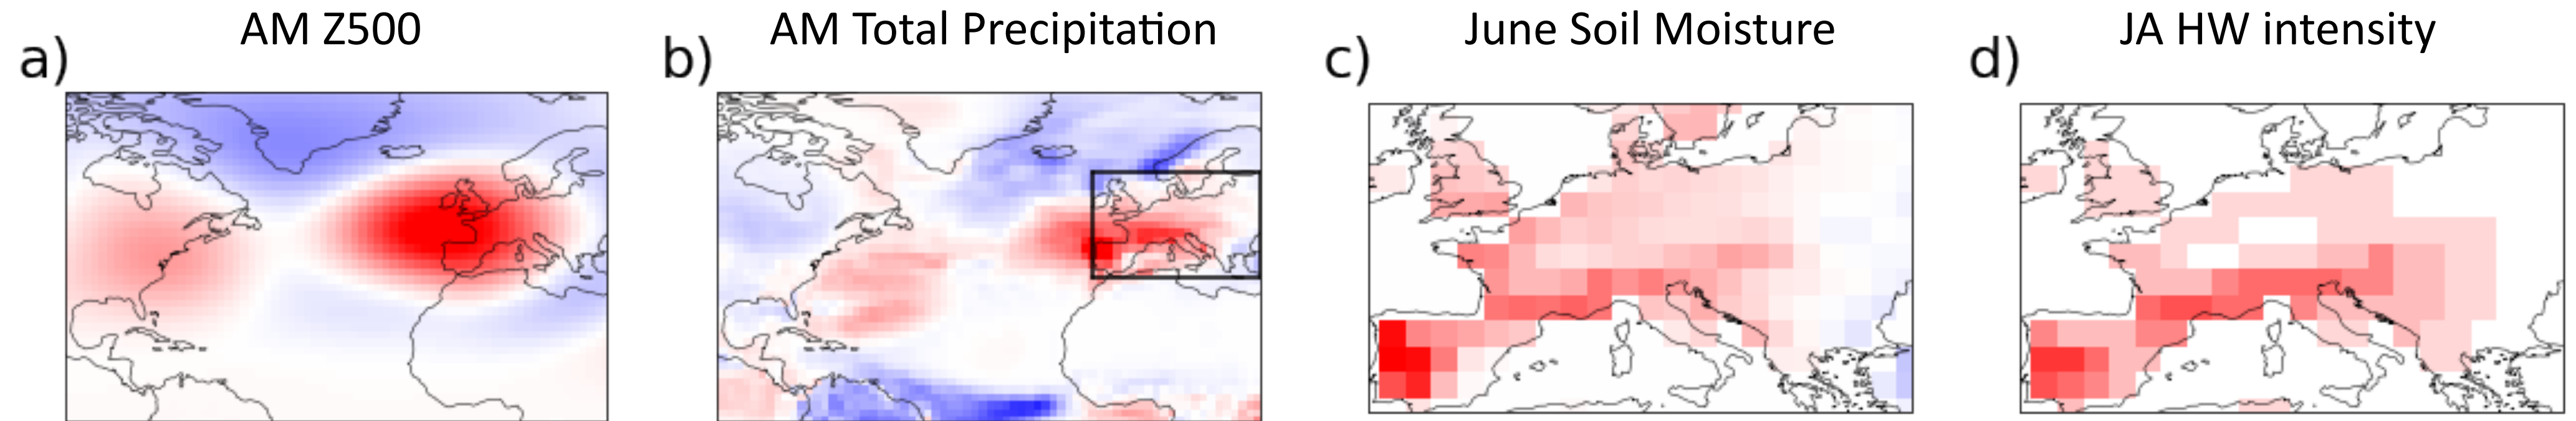 AM Z500
AM Total Precipitation
June Soil Moisture
JA HW intensity
a)
b)
c)
d)